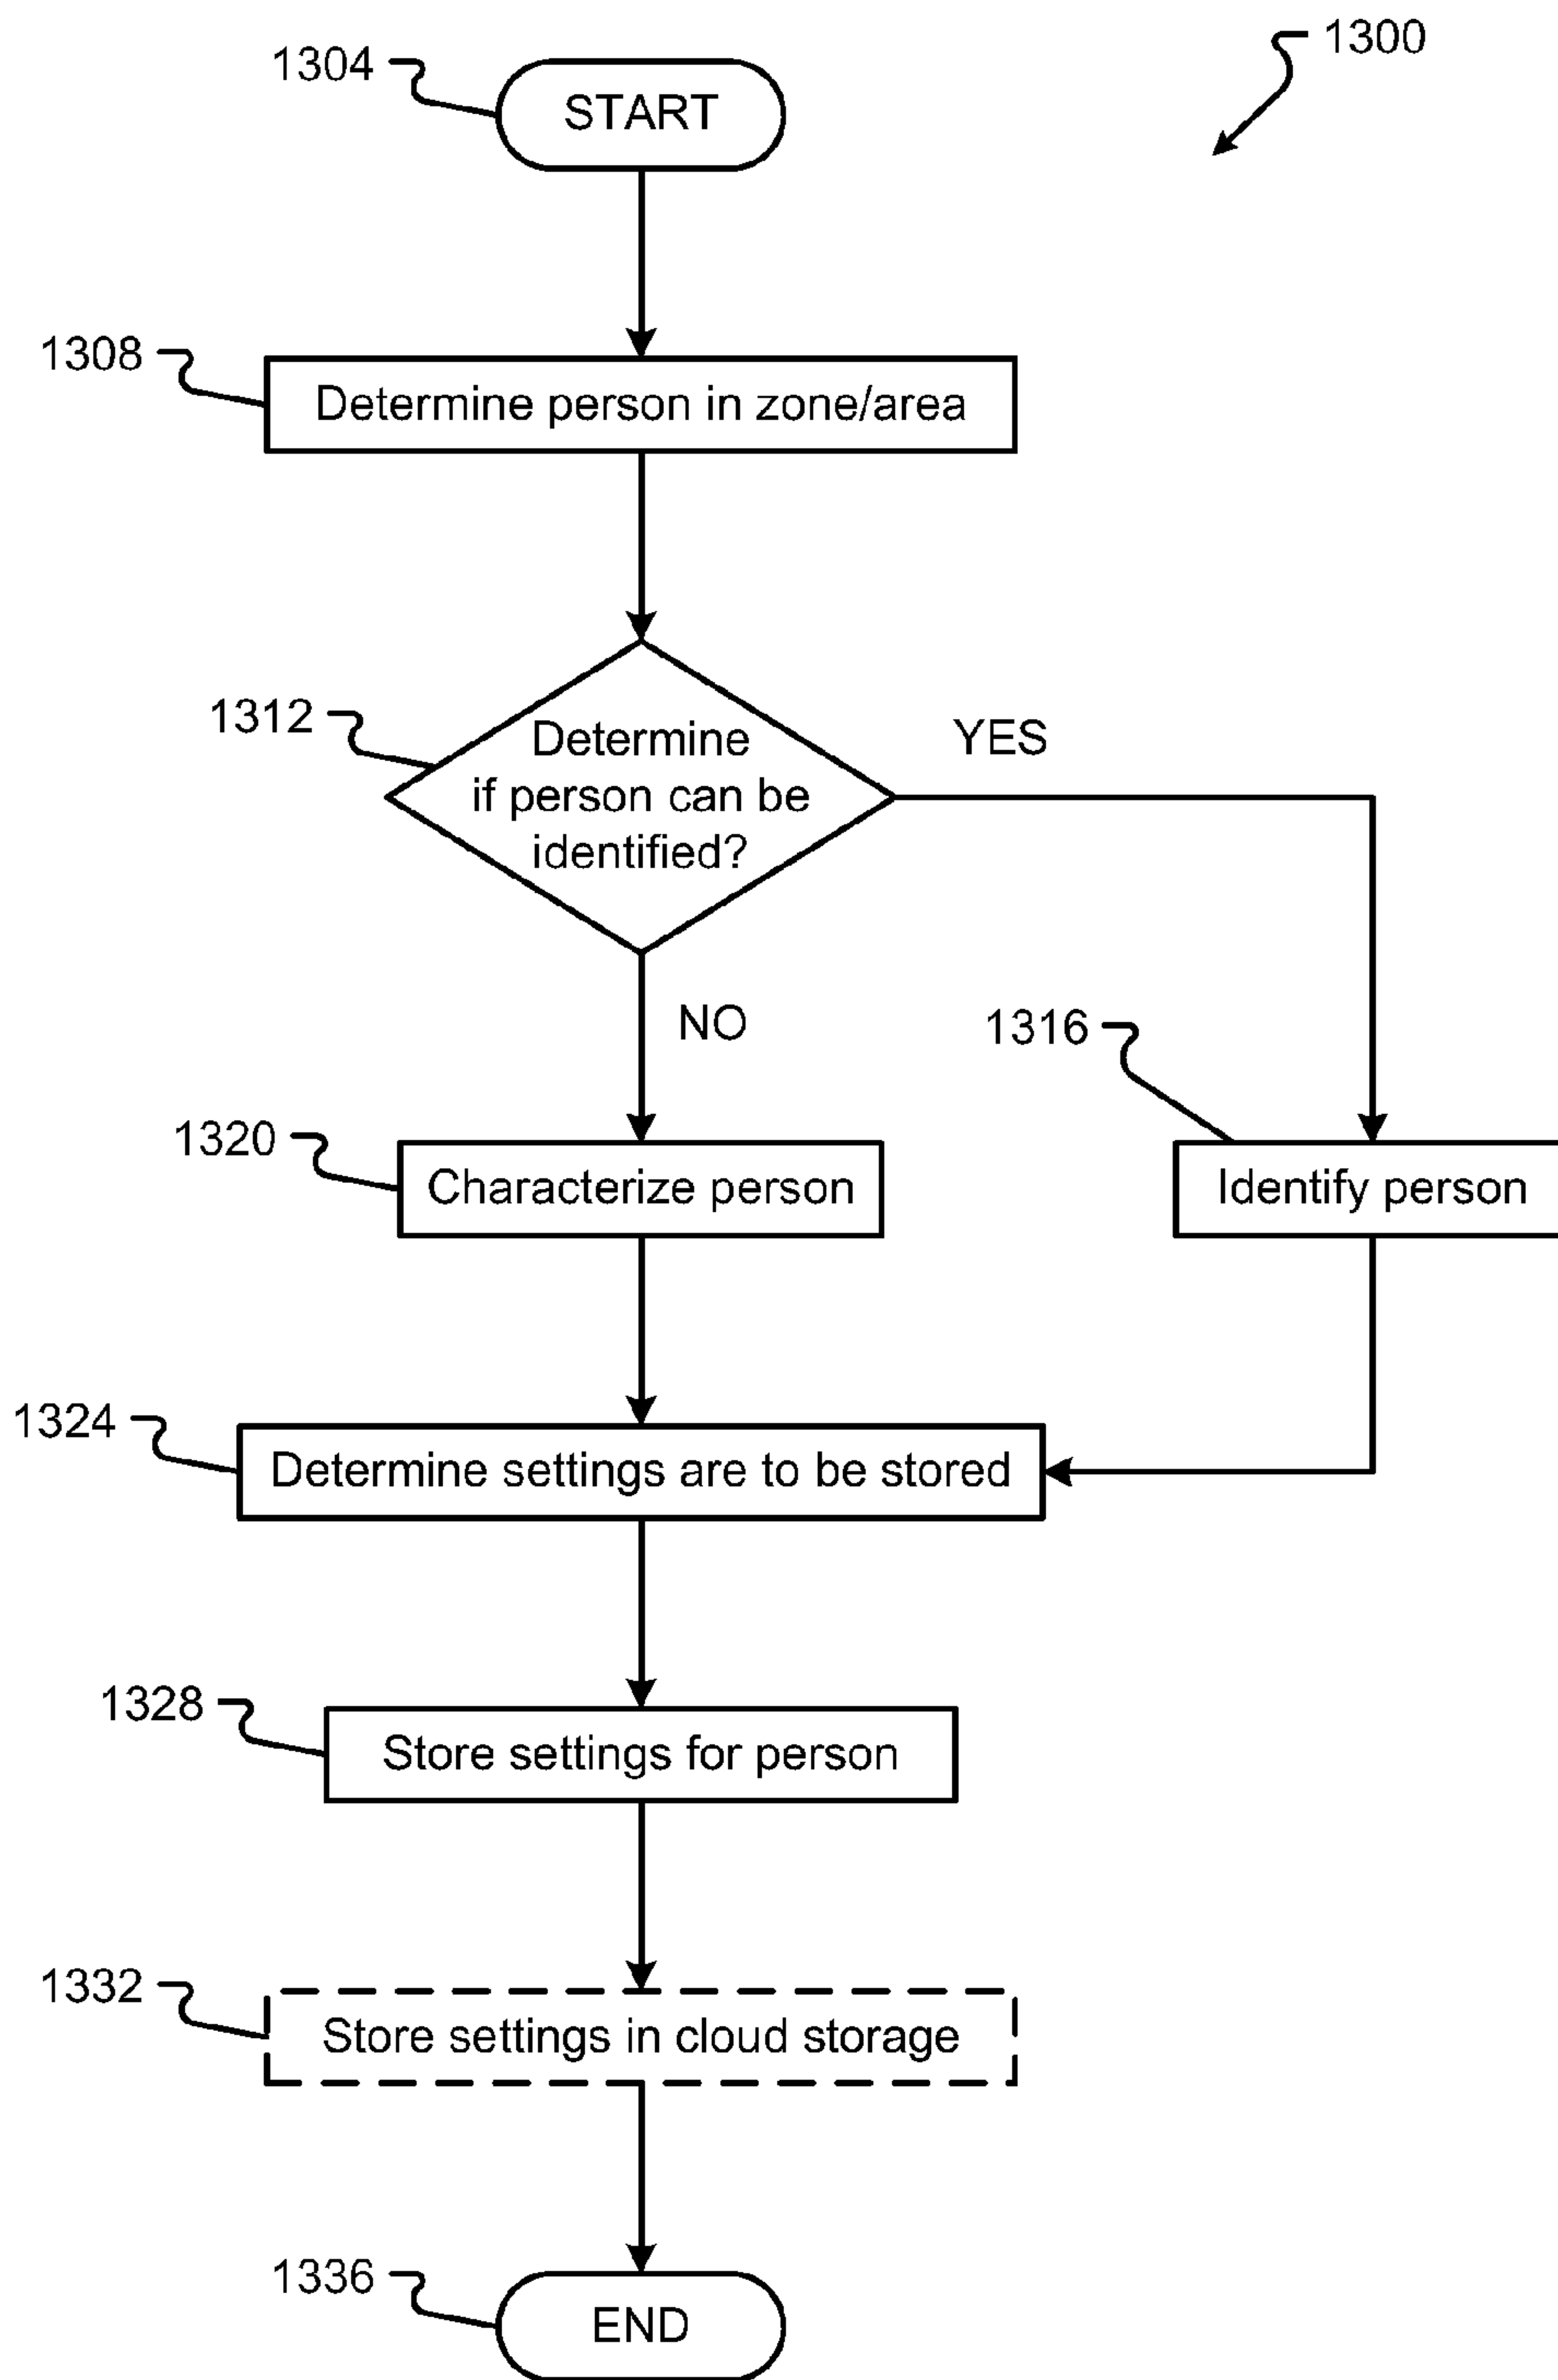 1300
1304
START
1308
Determine person in zone/area
1312
Determine
if person can be
identified?
YES
NO
1316
1320
Characterize person
Identify person
1324
Determine settings are to be stored
1328
Store settings for person
1332
Store settings in cloud storage
1336
END